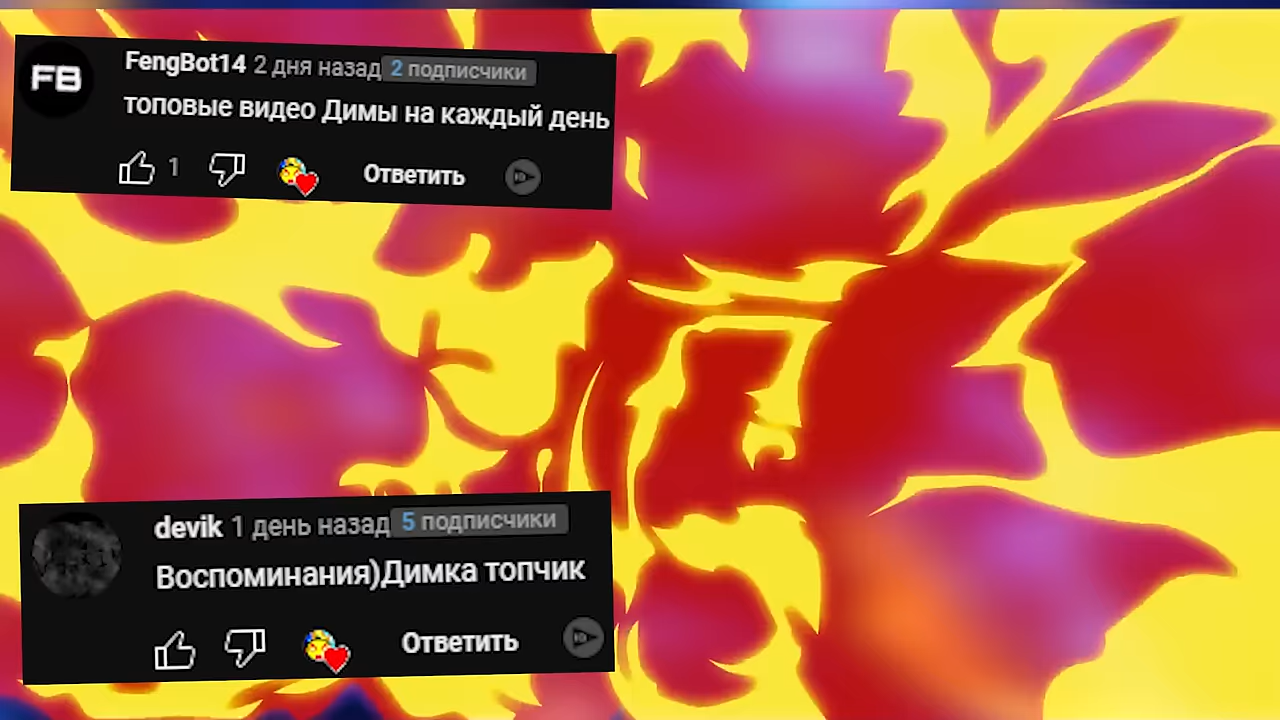 FB
FengBot14 2 дня назад 2 подписчики
топовые видео Димы на каждый день
1 Ответить
devik 1 день назад 5 подписчики
Воспоминания)Димка топчик
Ответить